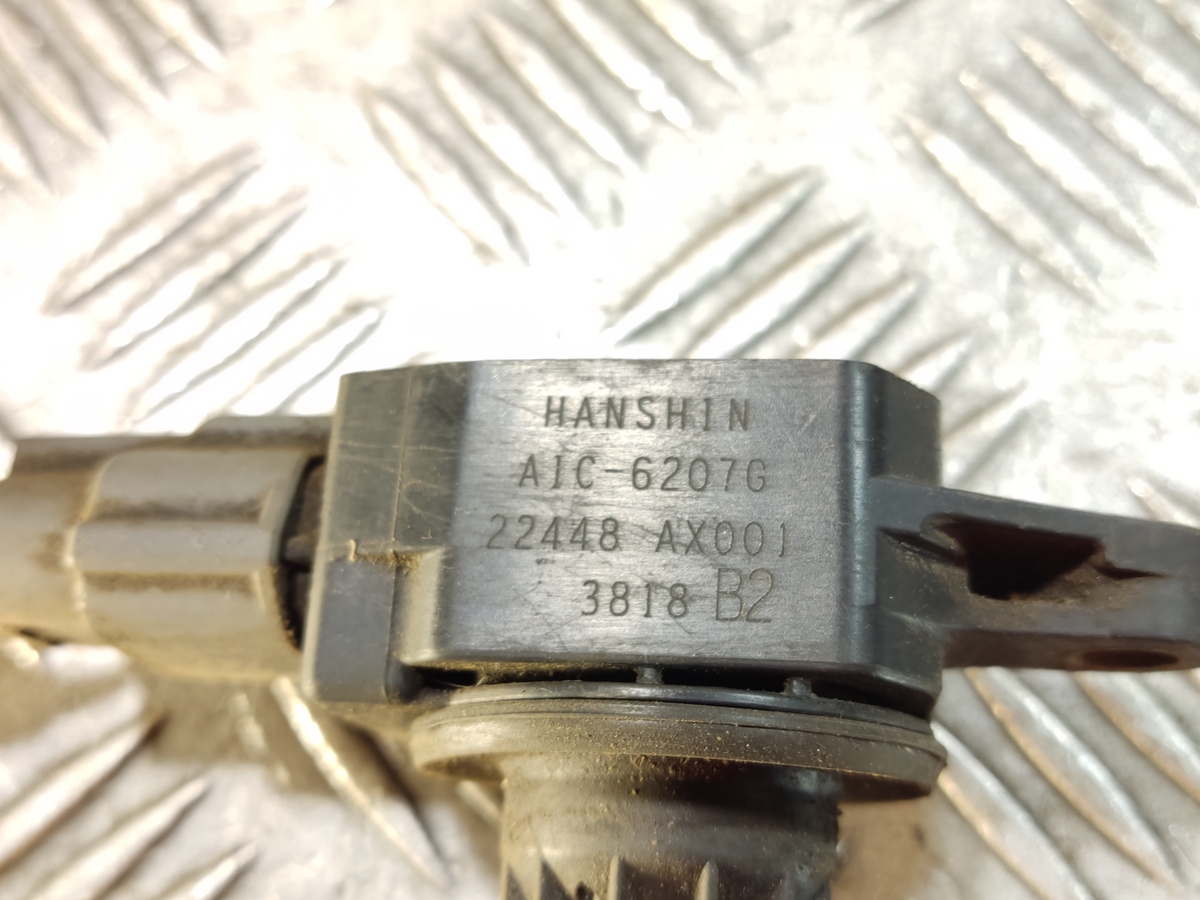 HANSHIN
AIC-6207G
22448 AX001
3818 B2